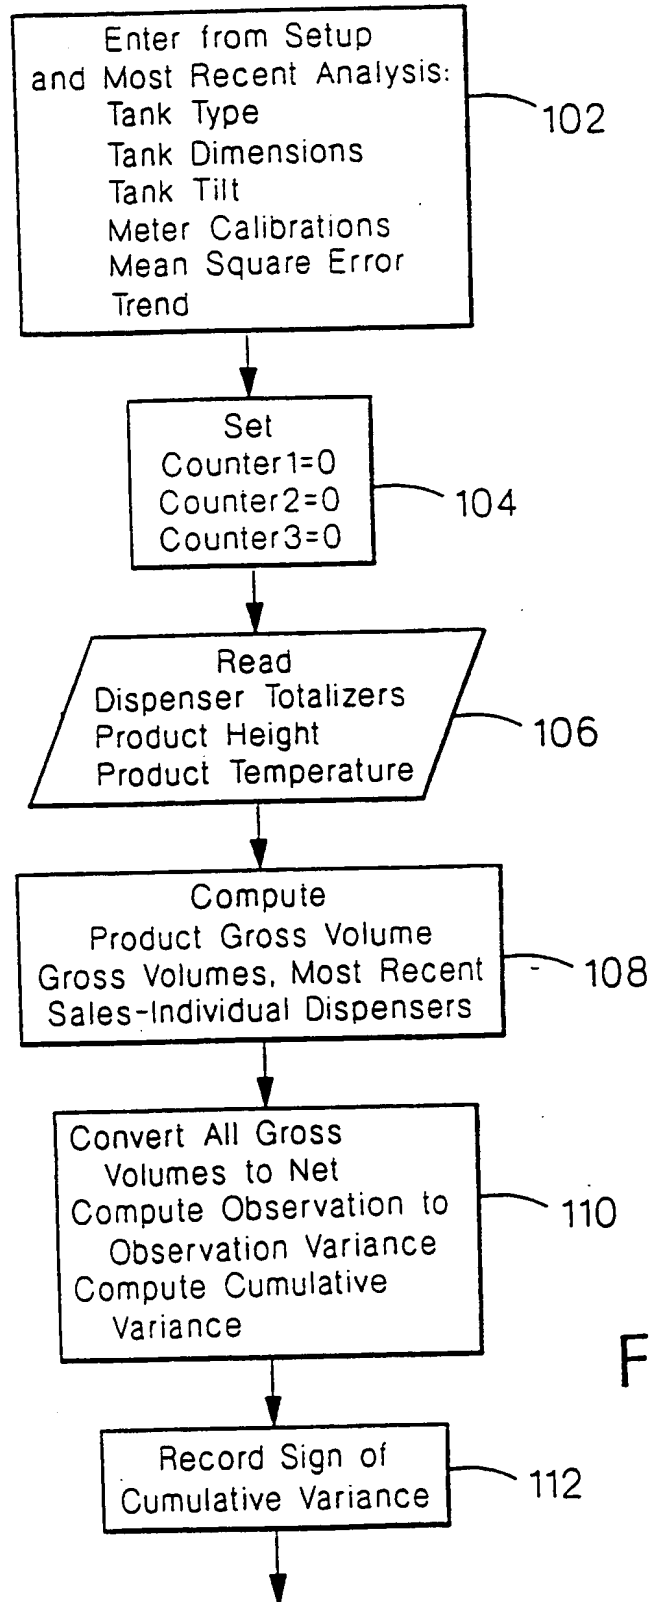 Enter from Setup
and Most Recent Analysis:
Tank Type
Tank Dimensions
Tank Tilt
Meter Calibrations
Mean Square Error
Trend
102
Set
Counter1=0
Counter2=0
Counter3=0
104
Read
Dispenser Totalizers
Product Height
Product Temperature
106
Compute
Product Gross Volume
Gross Volumes, Most Recent
Sales-Individual Dispensers
108
Convert All Gross
Volumes to Net
Compute Observation to
Observation Variance
Compute Cumulative
Variance
110
F
Record Sign of
Cumulative Variance
112